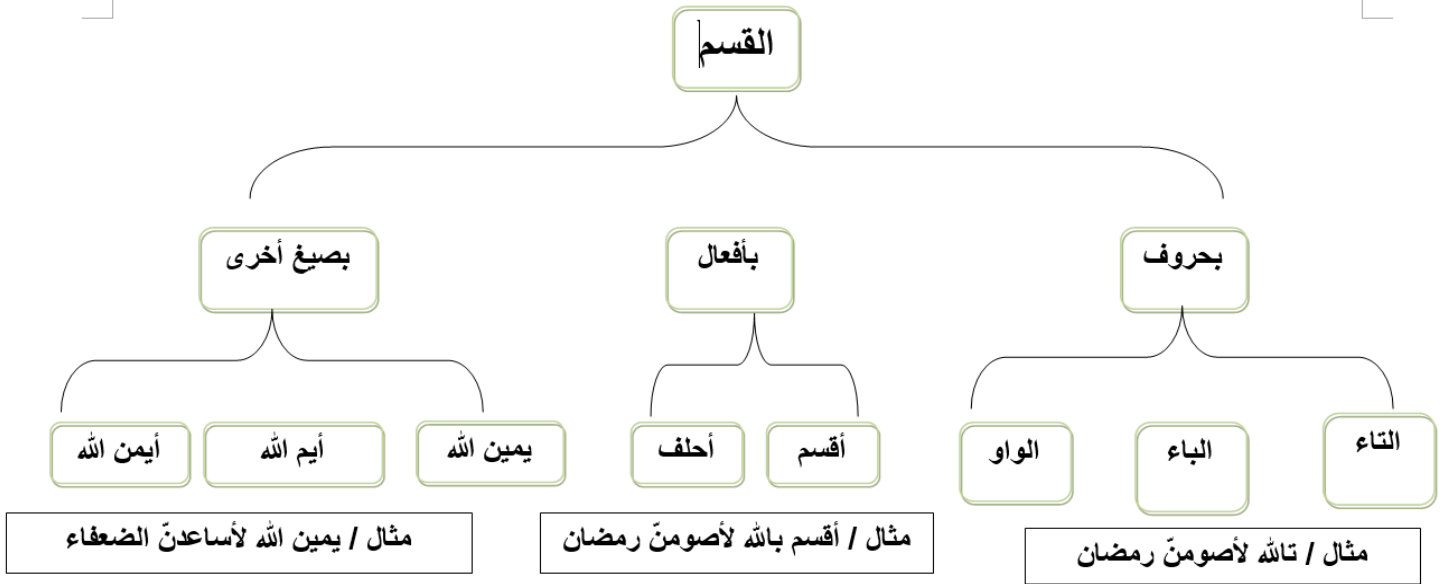 القسم
بحروف
بأفعال
بصيغ أخرى
التاء
الباء
الواو
أقسم
أحلف
يمين الله
أيم الله
أيمن الله
مثال / تالله لأصومنّ رمضان
مثال / أقسم بالله لأصومنّ رمضان
مثال / يمين الله لأساعدنّ الضعفاء